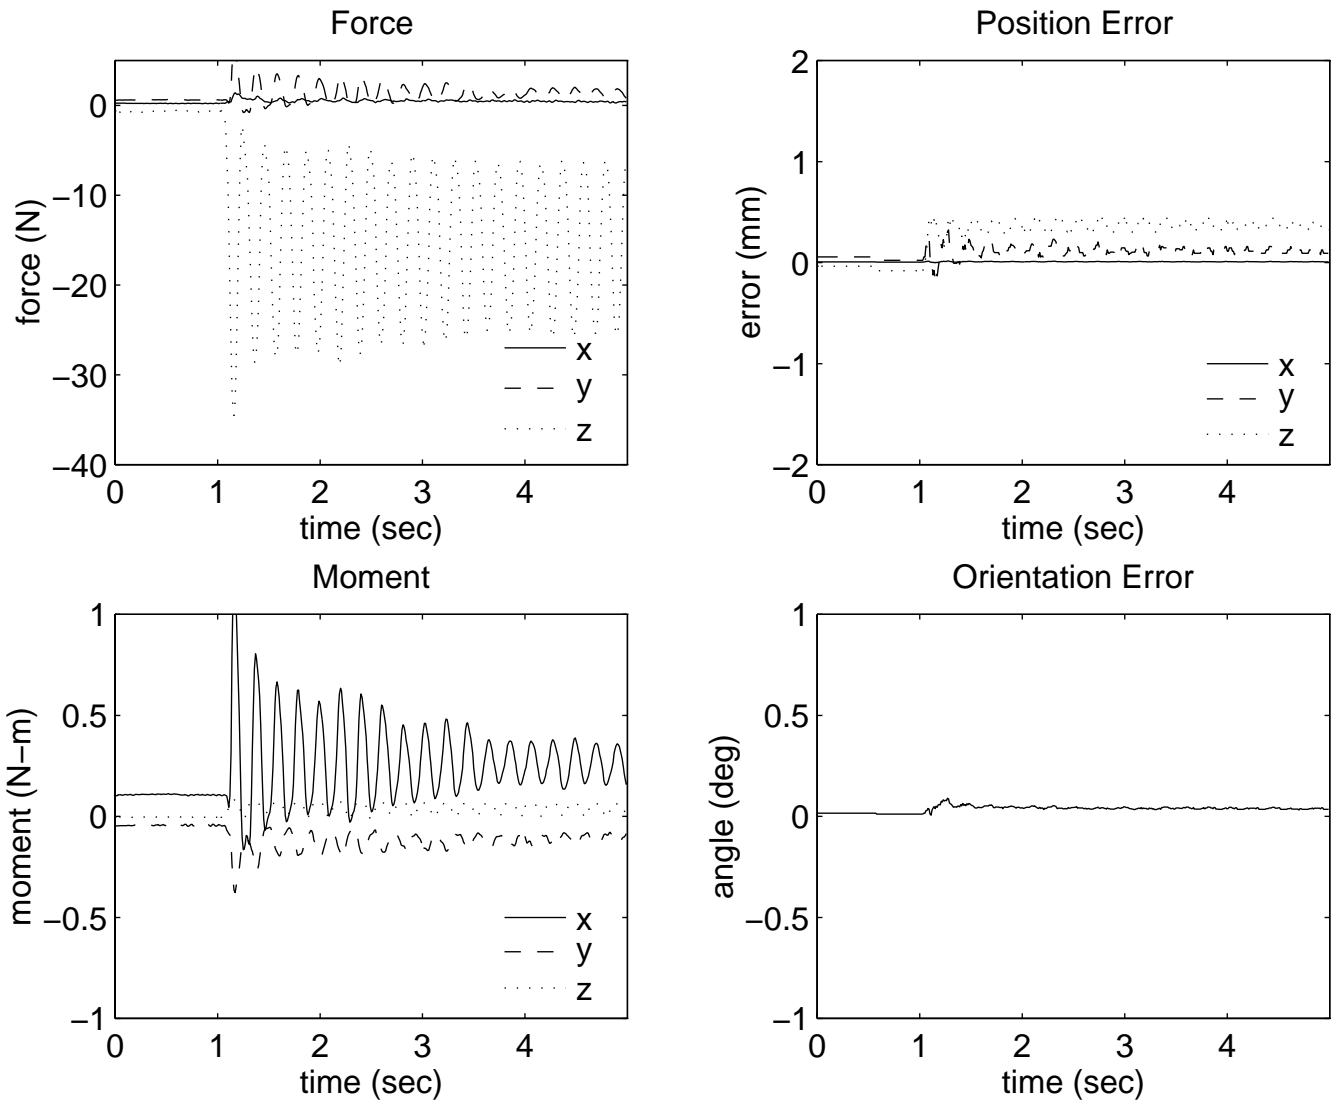 Force
0
−10
−20
−30
−40
force (N)
x
y
z
0 1 2 3 4
time (sec)
Position Error
2
1
0
−1
−2
error (mm)
x
y
z
0 1 2 3 4
time (sec)
Moment
1
0.5
0
−0.5
−1
moment (N−m)
x
y
z
0 1 2 3 4
time (sec)
Orientation Error
1
0.5
0
−0.5
−1
angle (deg)
0 1 2 3 4
time (sec)